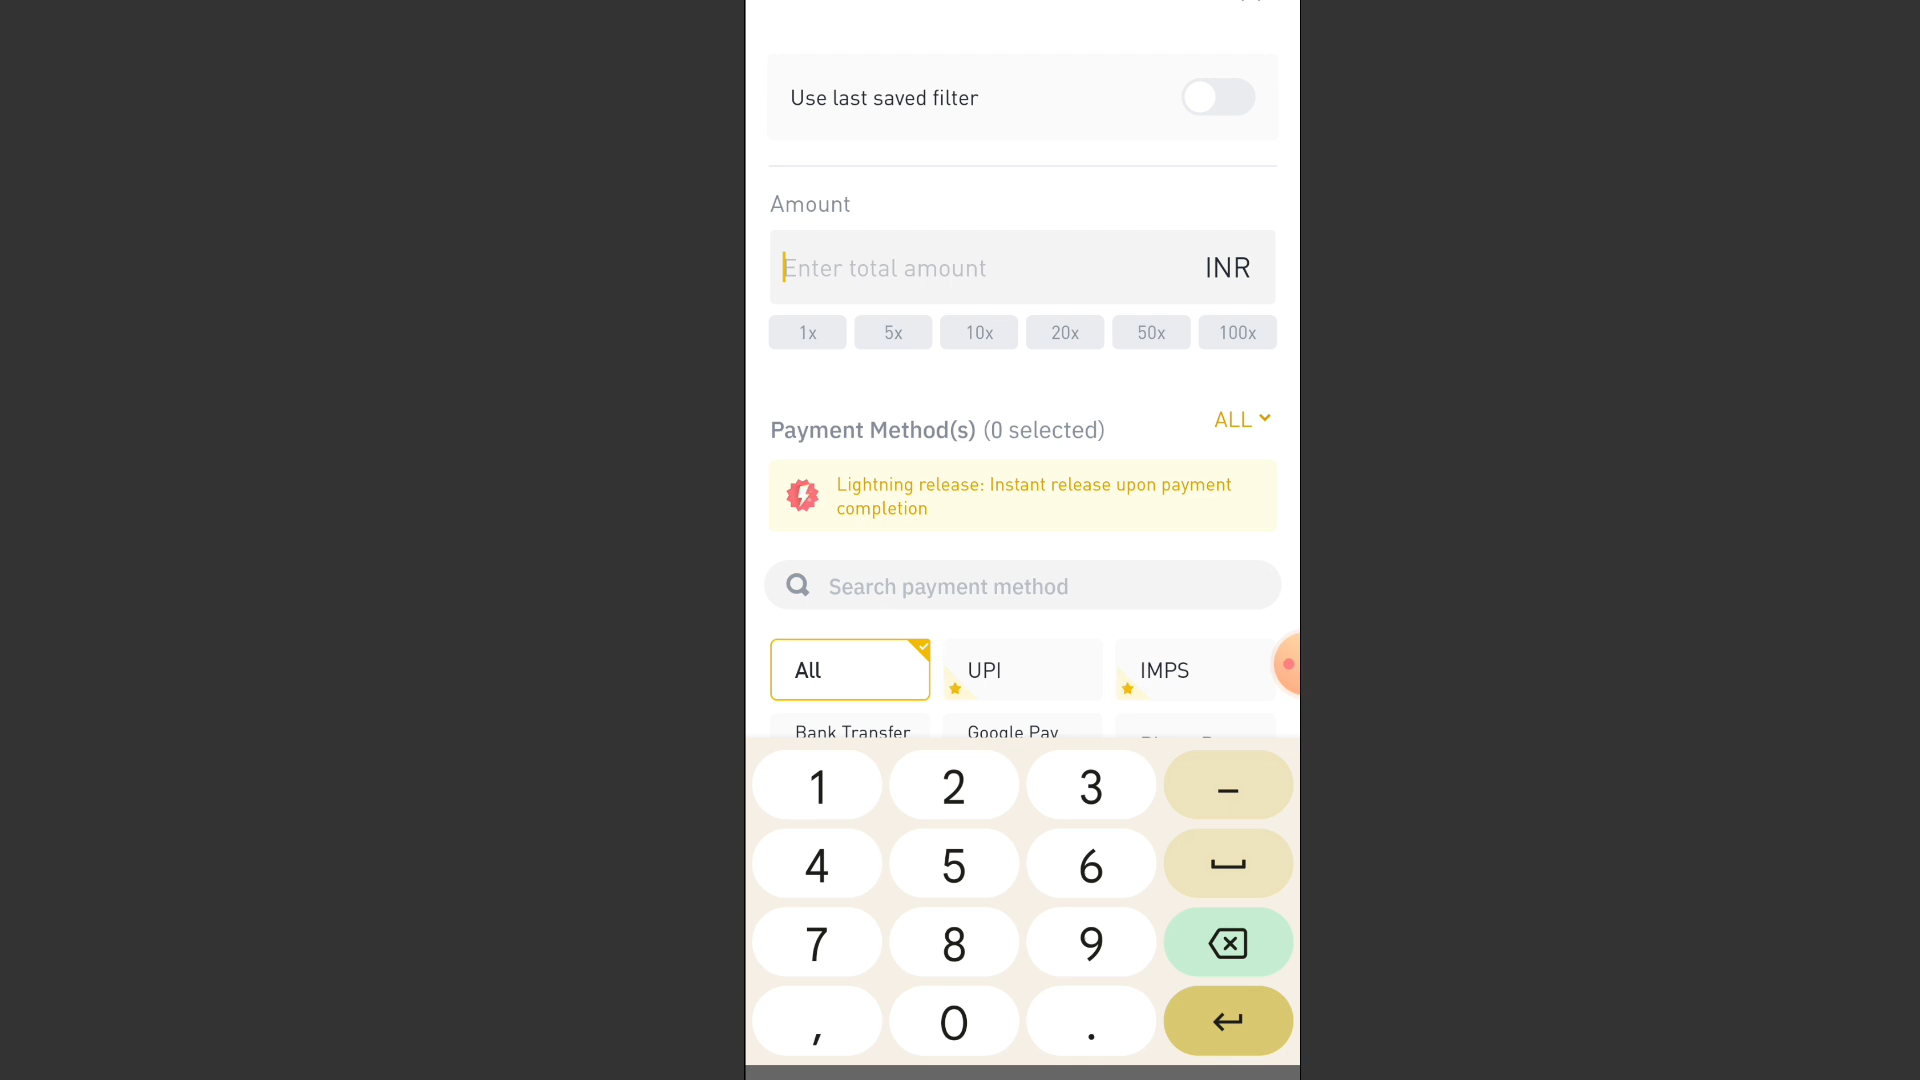 Use last saved filter
Amount
Enter total amount INR
1x 5x 10x 20x 50x 100x
ALL
Payment Method(s) (0 selected)
Lightning release: Instant release upon payment
completion
Search payment method
All UPI IMPS
Bank Transfer Google Pay
1 2 3 –
4 5 6
7 8 9
, 0 .